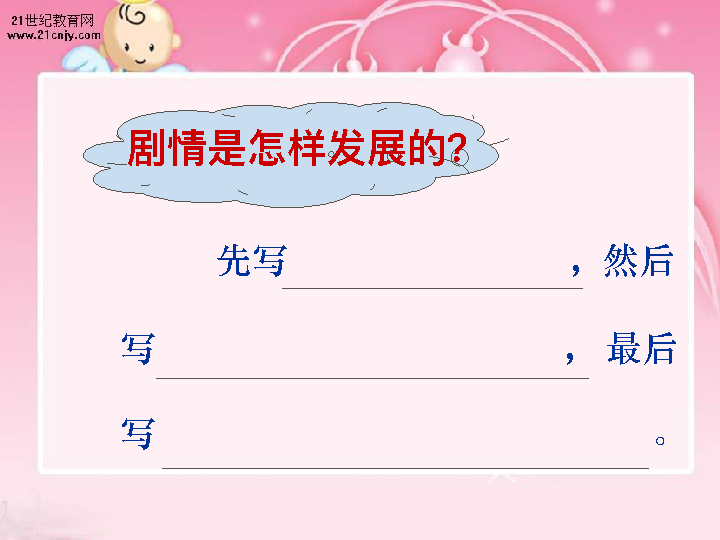 21世纪教育网
www.21cnjy.com
剧情是怎样发展的?
先写 ，然后
写 ， 最后
写 。